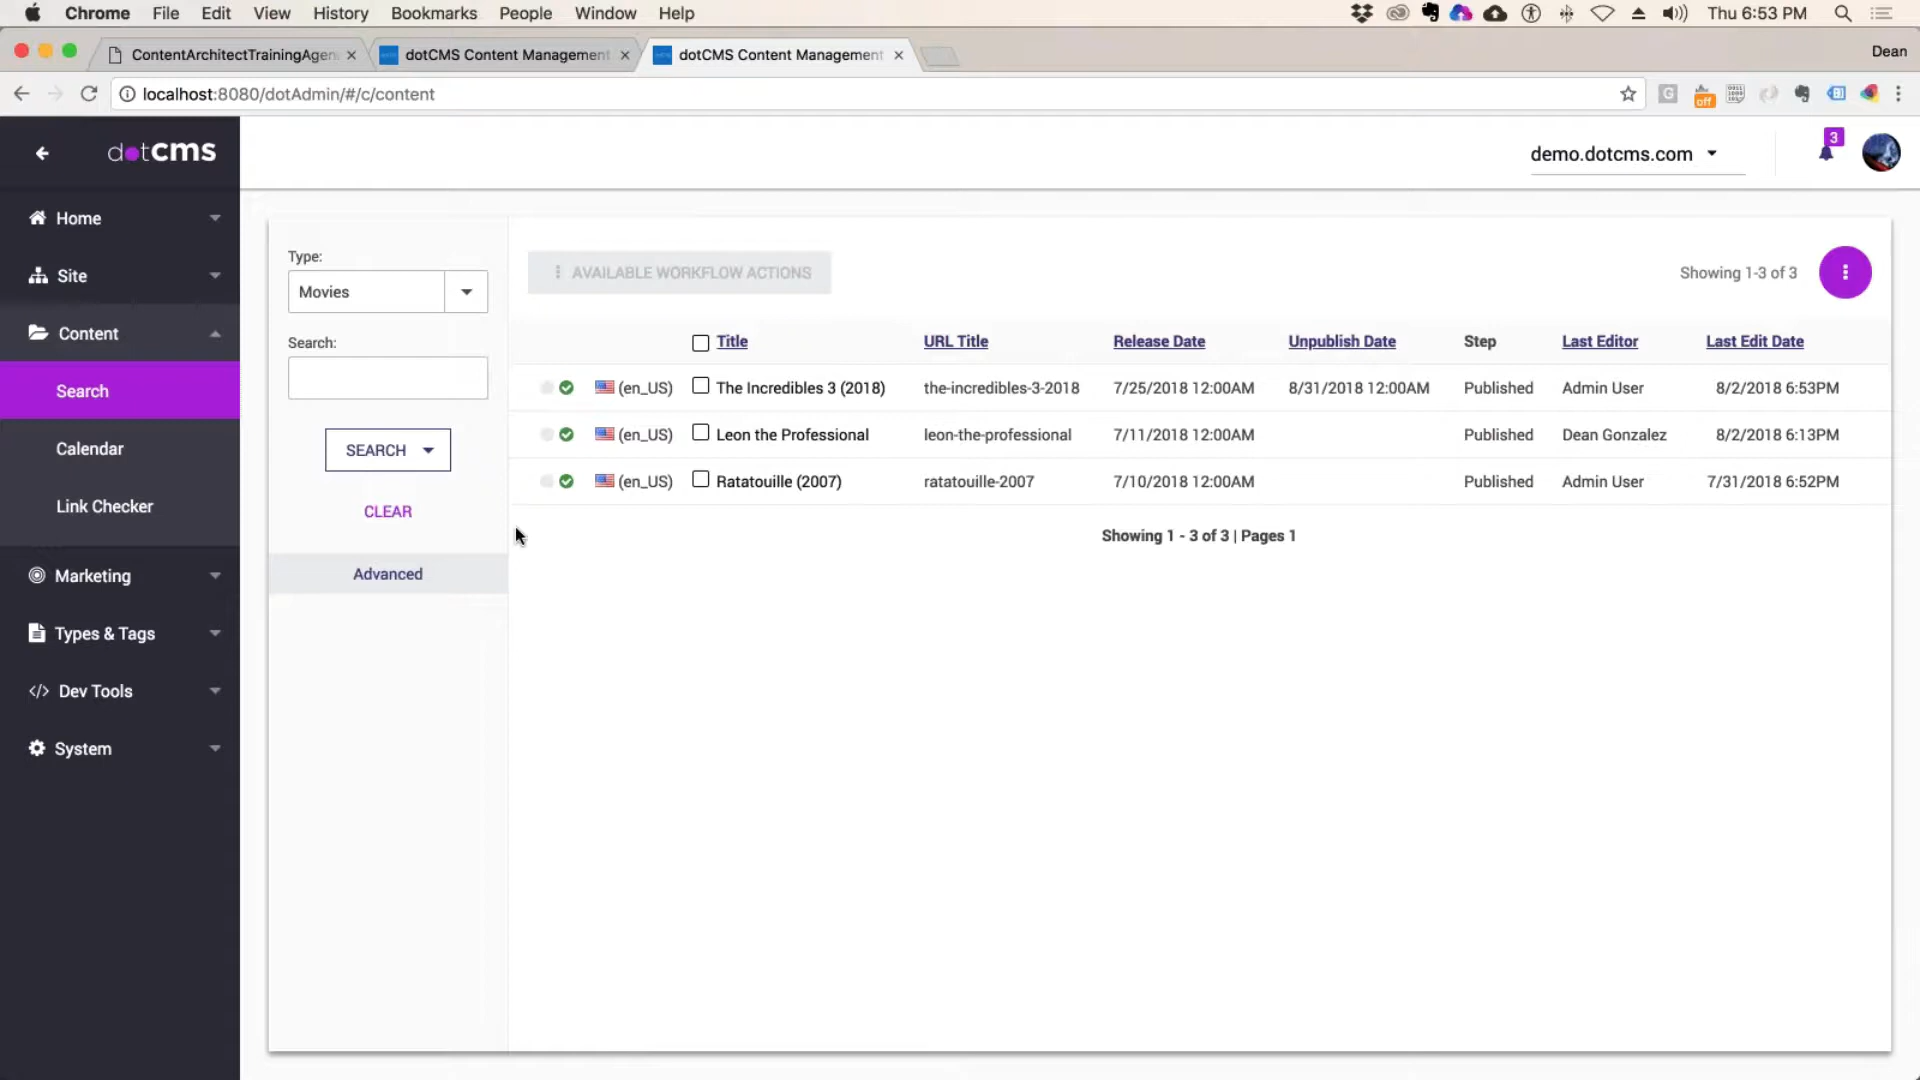 Chrome File Edit View History Bookmarks People Window Help Thu 6:53 PM
ContentArchitectTrainingAgen dotCMS Content Management dotCMS Content Management Dean
localhost:8080/dotAdmin/#/c/content off
dotCMS demo.dotcms.com 3
Home
Site
Content
Search
Calendar
Link Checker
Marketing
Types & Tags
Dev Tools
System
Type:
Movies
Search:
SEARCH
CLEAR
Advanced
AVAILABLE WORKFLOW ACTIONS Showing 1-3 of 3
Title URL Title Release Date Unpublish Date Step Last Editor Last Edit Date
(en_US) The Incredibles 3 (2018) the-incredibles-3-2018 7/25/2018 12:00AM 8/31/2018 12:00AM Published Admin User 8/2/2018 6:53PM
(en_US) Leon the Professional leon-the-professional 7/11/2018 12:00AM Published Dean Gonzalez 8/2/2018 6:13PM
(en_US) Ratatouille (2007) ratatouille-2007 7/10/2018 12:00AM Published Admin User 7/31/2018 6:52PM
Showing 1 - 3 of 3 | Pages 1